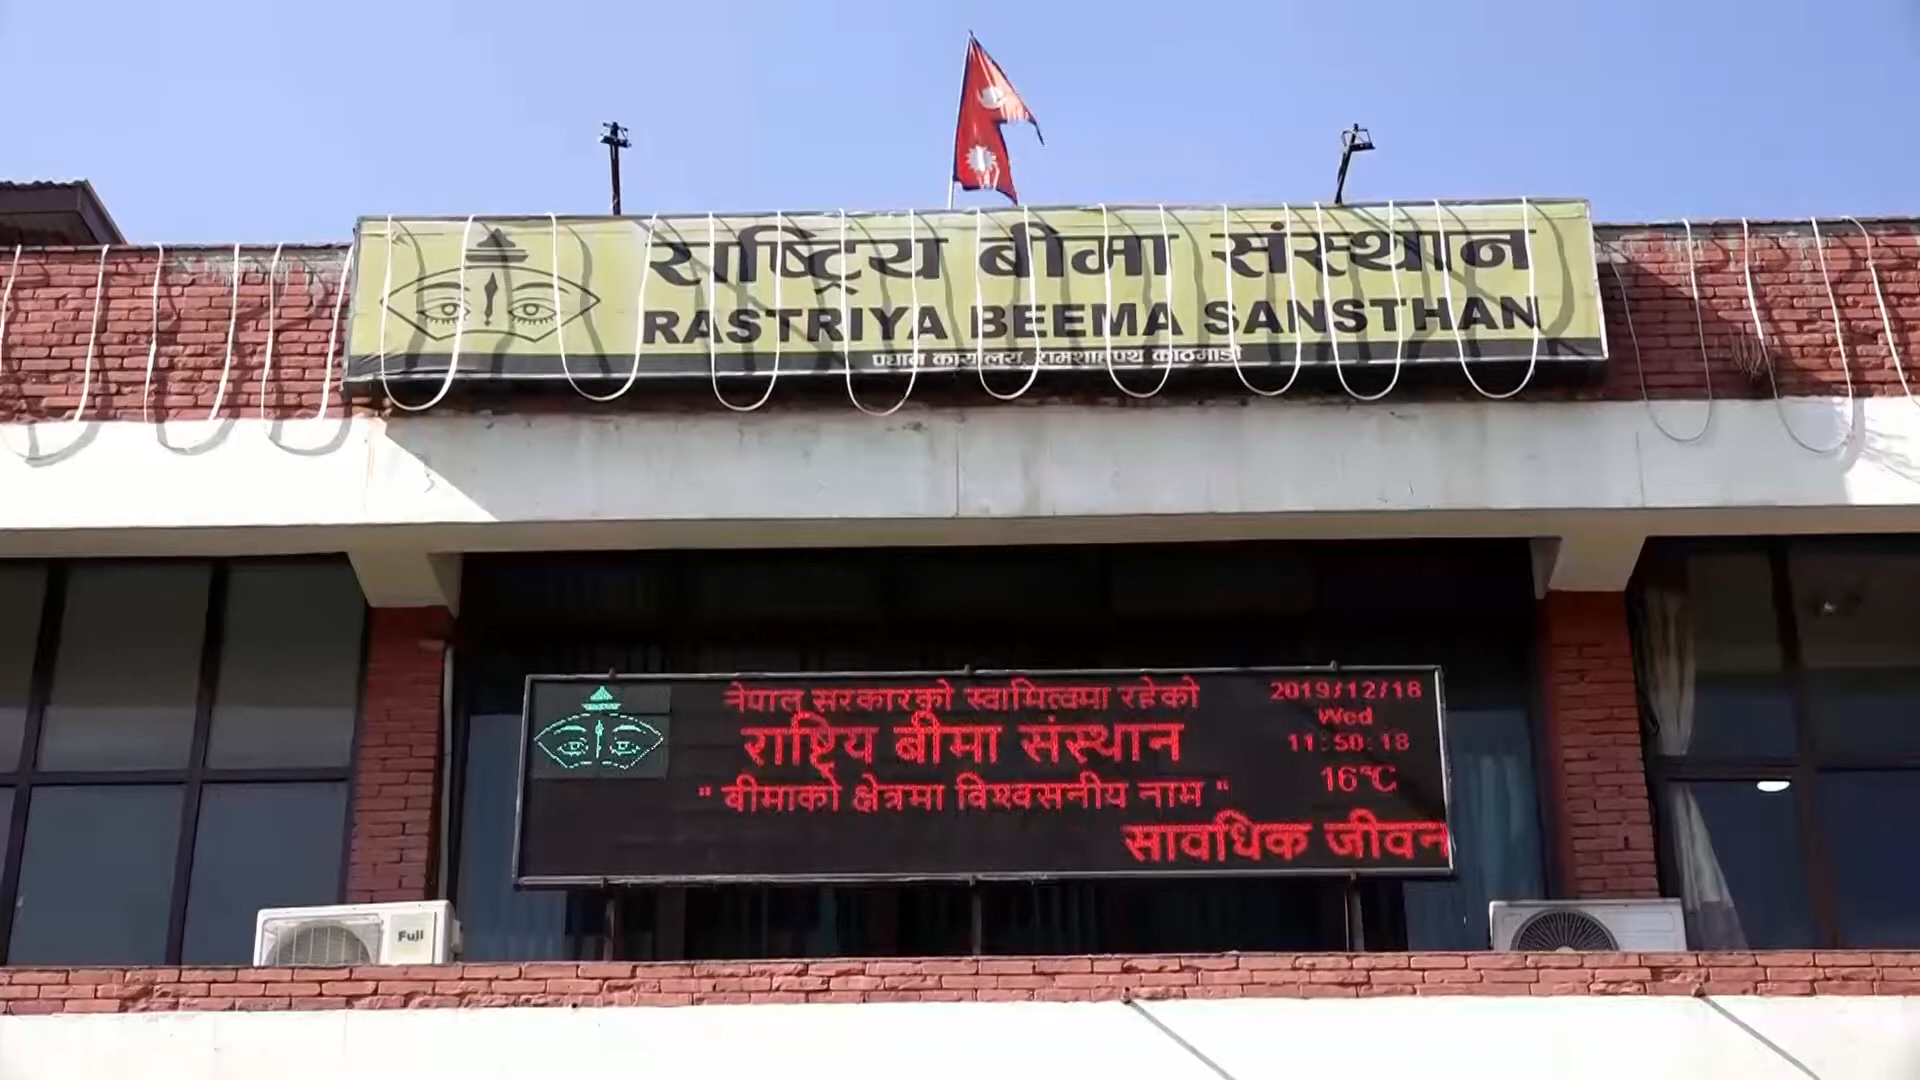 राष्ट्रिय बीमा संस्थान
RASTRIYA BEEMA SANSTHAN
प्रधान कार्यालय, रामशाहपथ काठमाडौं
नेपाल सरकारको स्वामित्वमा रहेको
राष्ट्रिय बीमा संस्थान
" बीमाको क्षेत्रमा विश्वसनीय नाम "
सावधिक जीवन
2019/12/18
Wed
11:50:18
16°C
Fuji